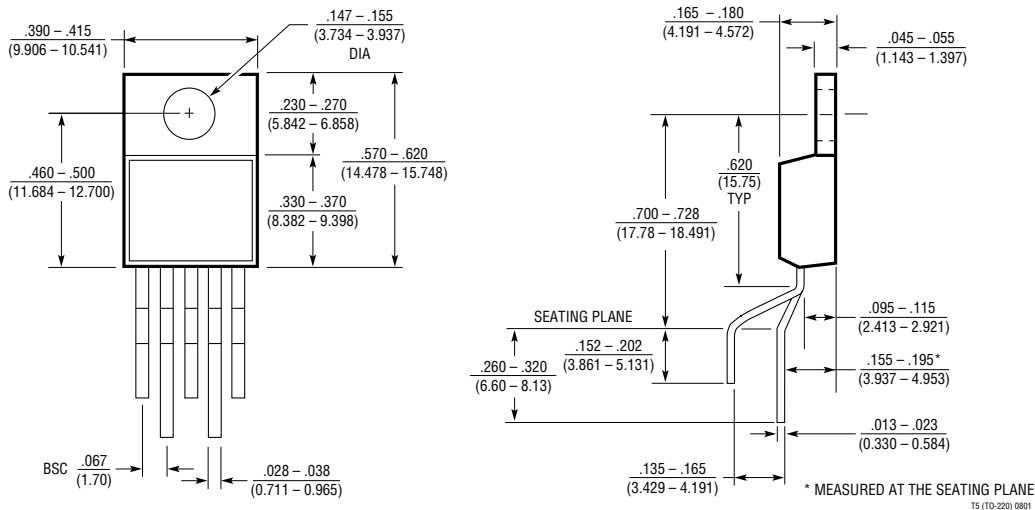 .390 – .415
(9.906 – 10.541)
.147 – .155
(3.734 – 3.937)
DIA
.230 – .270
(5.842 – 6.858)
.460 – .500
(11.684 – 12.700)
.570 – .620
(14.478 – 15.748)
.330 – .370
(8.382 – 9.398)
BSC
.067
(1.70)
.028 – .038
(0.711 – 0.965)
.165 – .180
(4.191 – 4.572)
.045 – .055
(1.143 – 1.397)
.620
(15.75)
TYP
.700 – .728
(17.78 – 18.491)
SEATING PLANE
.095 – .115
(2.413 – 2.921)
.152 – .202
(3.861 – 5.131)
.260 – .320
(6.60 – 8.13)
.155 – .195*
(3.937 – 4.953)
.013 – .023
(0.330 – 0.584)
.135 – .165
(3.429 – 4.191)
* MEASURED AT THE SEATING PLANE
T5 (TO-220) 0801